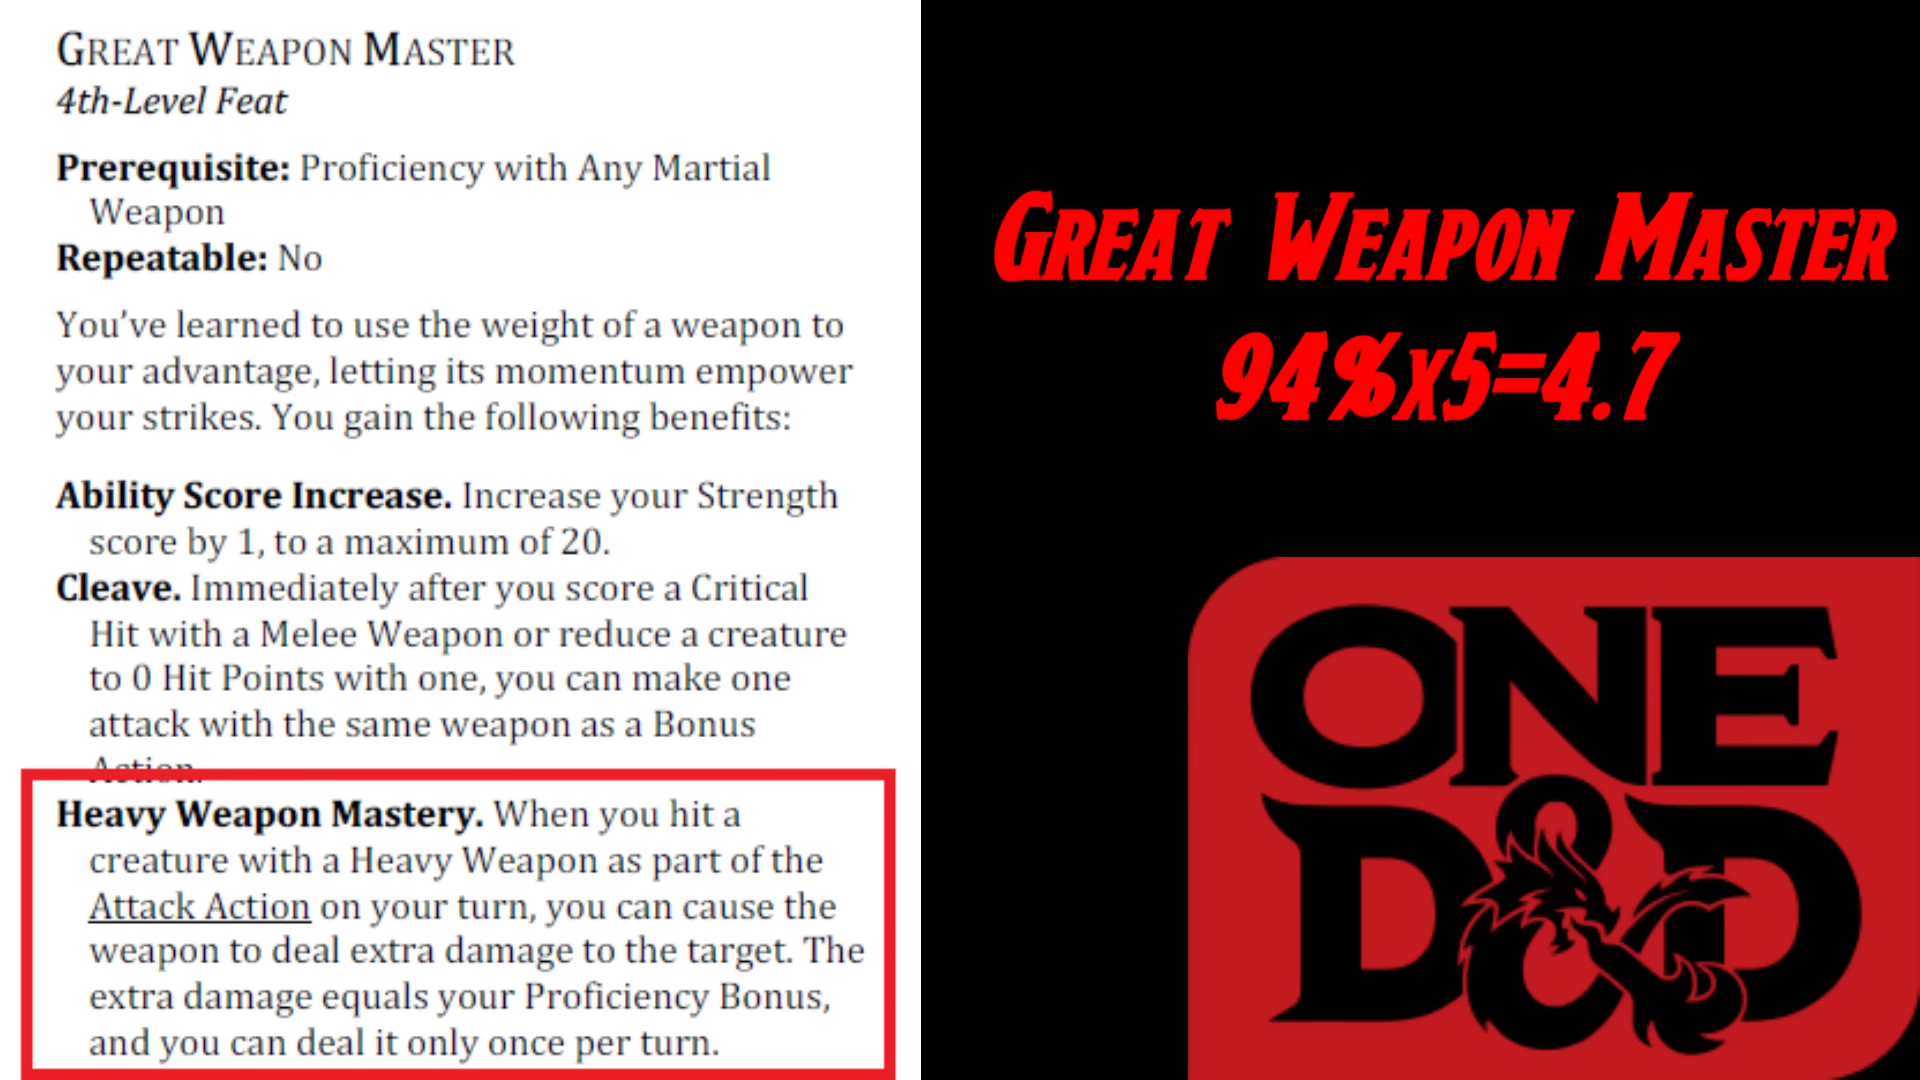 GREAT WEAPON MASTER
4th-Level Feat
Prerequisite: Proficiency with Any Martial
Weapon
Repeatable: No
You've learned to use the weight of a weapon to
your advantage, letting its momentum empower
your strikes. You gain the following benefits:
Ability Score Increase. Increase your Strength
score by 1, to a maximum of 20.
Cleave. Immediately after you score a Critical
Hit with a Melee Weapon or reduce a creature
to 0 Hit Points with one, you can make one
attack with the same weapon as a Bonus
Action.
Heavy Weapon Mastery. When you hit a
creature with a Heavy Weapon as part of the
Attack Action on your turn, you can cause the
weapon to deal extra damage to the target. The
extra damage equals your Proficiency Bonus,
and you can deal it only once per turn.
GREAT WEAPON MASTER
94%x5=4.7
ONE
D&D